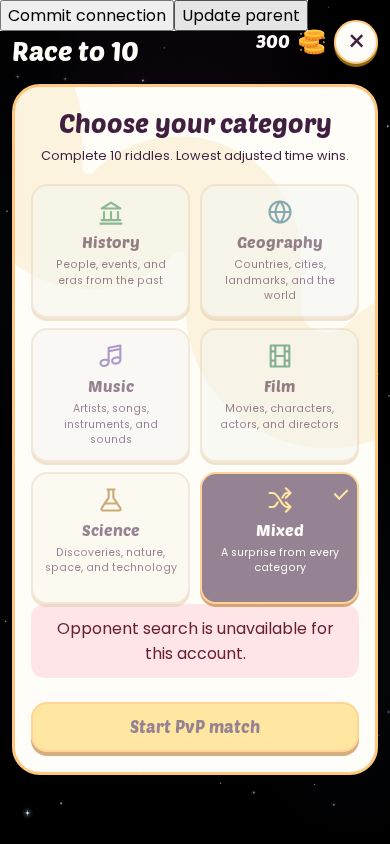 Commit connection Update parent
Race to 10
300
Choose your category
Complete 10 riddles. Lowest adjusted time wins.
History
People, events, and
eras from the past
Geography
Countries, cities,
landmarks, and the
world
Music
Artists, songs,
instruments, and
sounds
Film
Movies, characters,
actors, and directors
Science
Discoveries, nature,
space, and technology
Mixed
A surprise from every
category
Opponent search is unavailable for
this account.
Start PvP match